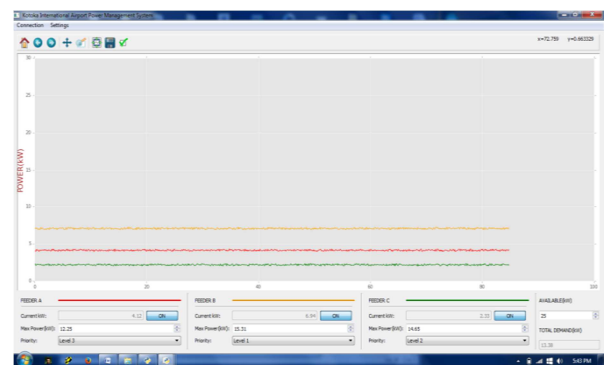 Kotoka International Airport Power Management System
Connection Settings
x=72.759 y=0.662329
30
25
20
15
10
5
0
POWER(kW)
0 20 40 60 80 100
FEEDER A
Current kW: 4.12 ON
Max Power(kW): 12.25
Priority: Level 3
FEEDER B
Current kW: 6.94 ON
Max Power(kW): 15.31
Priority: Level 1
FEEDER C
Current kW: ON
Max Power(kW): 14.65
Priority: Level 2
AVAILABLE(kW)
25
TOTAL DEMAND(kW)
13.38
5:43 PM